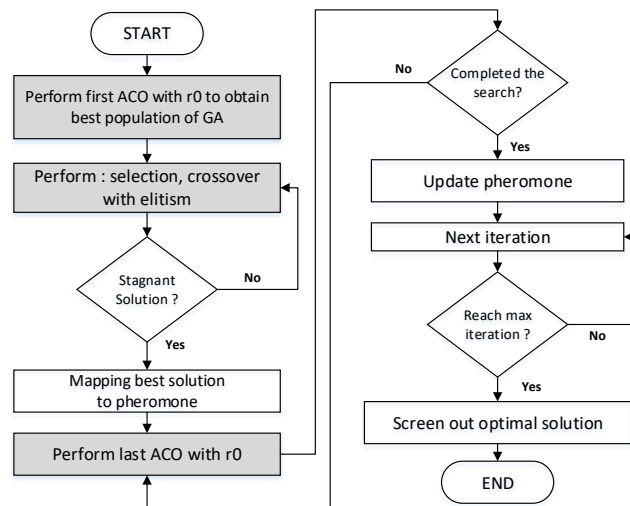 START
Perform first ACO with r0 to obtain
best population of GA
Perform : selection, crossover
with elitism
Stagnant
Solution ?
No
Yes
Mapping best solution
to pheromone
Perform last ACO with r0
Completed the
search?
No
Yes
Update pheromone
Next iteration
Reach max
iteration ?
No
Yes
Screen out optimal solution
END